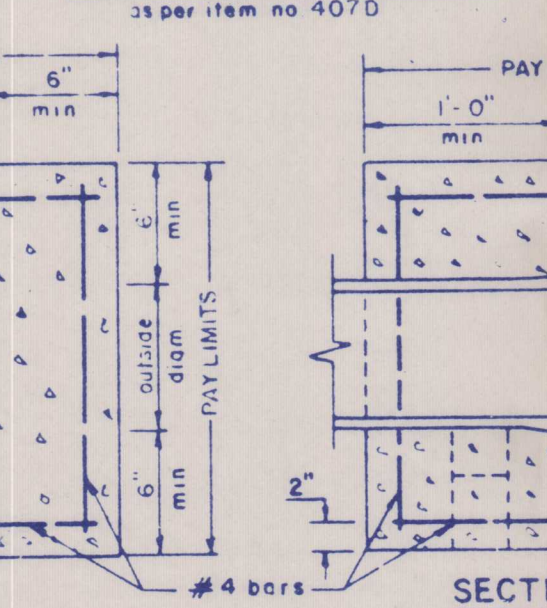 as per item no 407D
6"
min
PAY
1'-0"
min
6"
min
outside
diam
PAY LIMITS
6"
min
2"
#4 bars